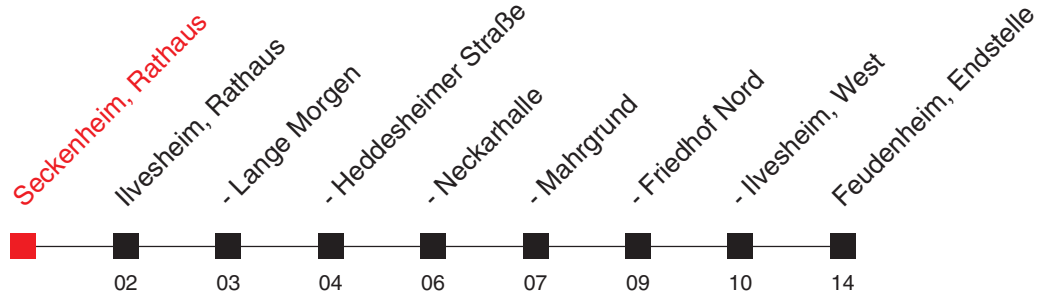 Seckenheim, Rathaus
Ilvesheim, Rathaus
- Lange Morgen
- Heddesheimer Straße
- Neckarhalle
- Mahrgrund
- Friedhof Nord
- Ilvesheim, West
Feudenheim, Endstelle
02 03 04 06 07 09 10 14